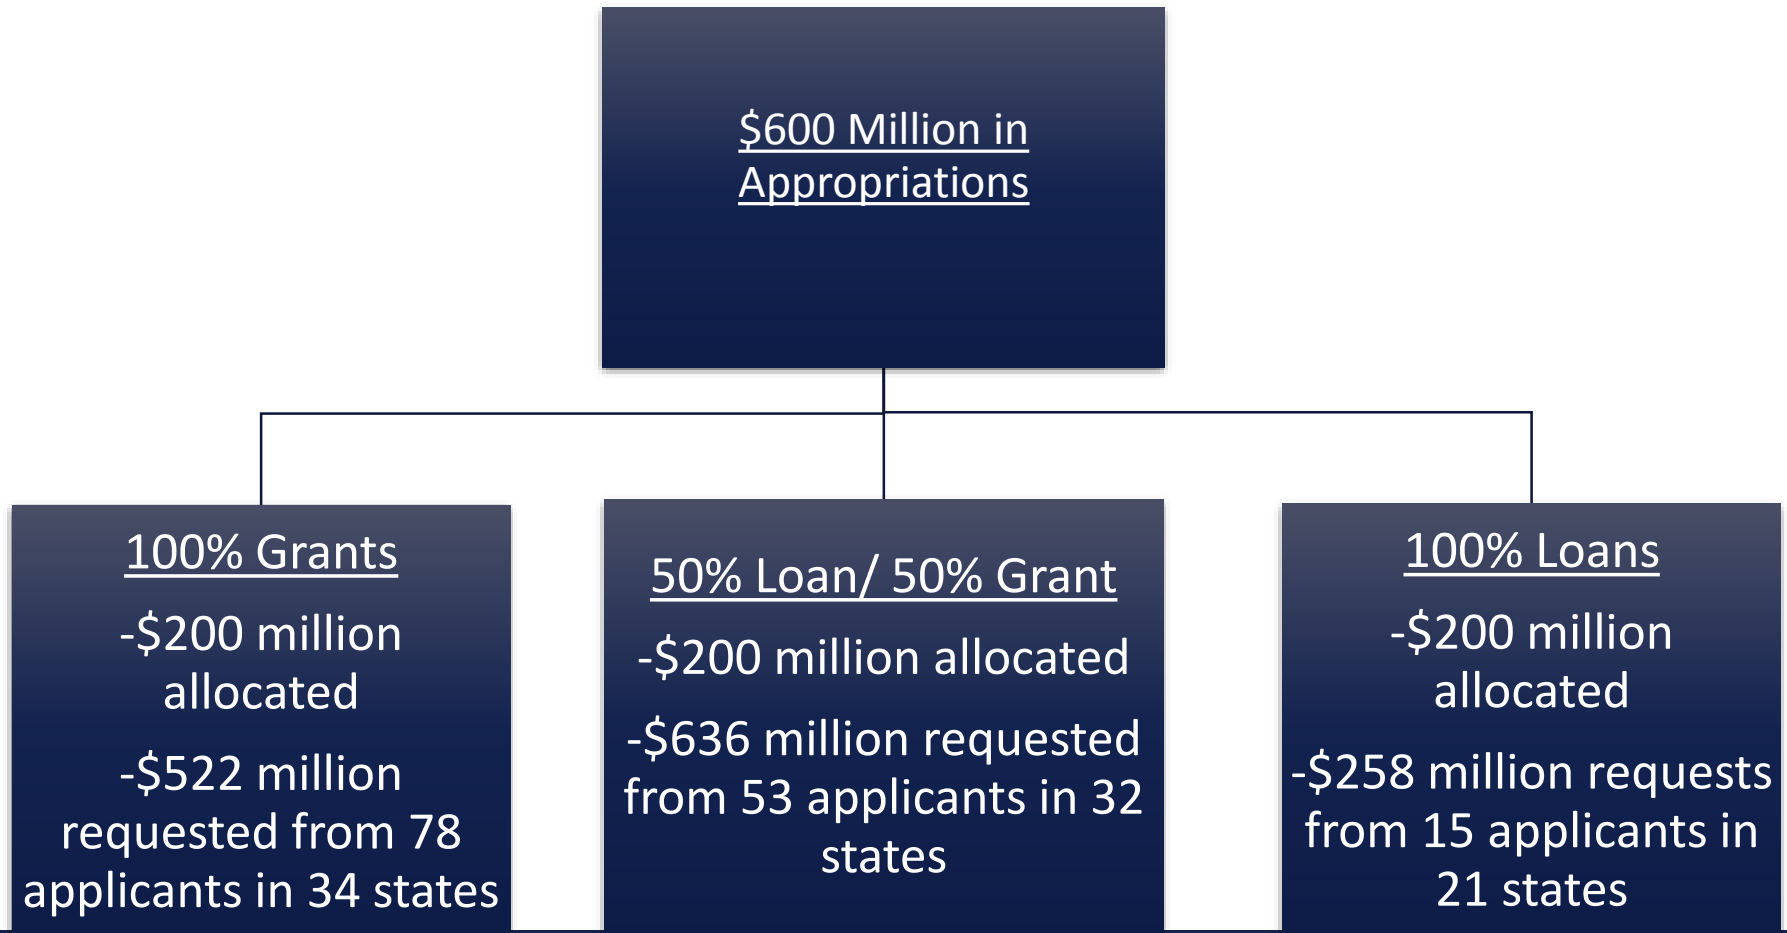 $600 Million in
Appropriations
100% Grants
-$200 million
allocated
-$522 million
requested from 78
applicants in 34 states
50% Loan/ 50% Grant
-$200 million allocated
-$636 million requested
from 53 applicants in 32
states
100% Loans
-$200 million
allocated
-$258 million requests
from 15 applicants in
21 states